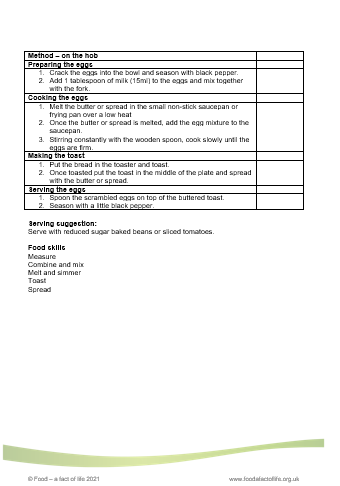 Method – on the hob
Preparing the eggs
1. Crack the eggs into the bowl and season with black pepper.
2. Add 1 tablespoon of milk (15ml) to the eggs and mix together
with the fork.
Cooking the eggs
1. Melt the butter or spread in the small non-stick saucepan or
frying pan over a low heat
2. Once the butter or spread is melted, add the egg mixture to the
saucepan.
3. Stirring constantly with the wooden spoon, cook slowly until the
eggs are firm.
Making the toast
1. Put the bread in the toaster and toast.
2. Once toasted put the toast in the middle of the plate and spread
with the butter or spread.
Serving the eggs
1. Spoon the scrambled eggs on top of the buttered toast.
2. Season with a little black pepper.
Serving suggestion:
Serve with reduced sugar baked beans or sliced tomatoes.
Food skills
Measure
Combine and mix
Melt and simmer
Toast
Spread
© Food – a fact of life 2021
www.foodafactoflife.org.uk